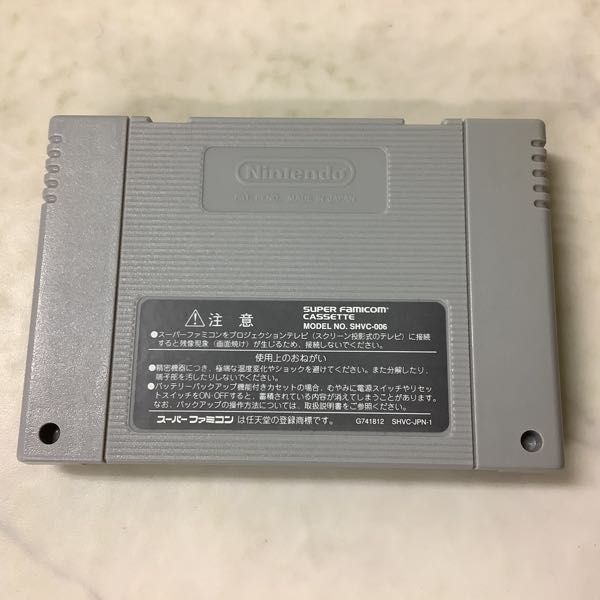 Nintendo
PAT. PEND. MADE IN JAPAN
注意
SUPER FAMICOM
CASSETTE
MODEL NO. SHVC-006
●スーパーファミコンをプロジェクションテレビ（スクリーン投影式のテレビ）に接続
すると残像現象（画面焼け）が生じるため、接続しないでください。
使用上のおねがい
●精密機器につき、極端な温度変化やショックを避けてください。また分解したり、
端子部を汚したりしないでください。
●バッテリーバックアップ機能付きカセットの場合、むやみに電源スイッチやリセッ
トスイッチをON・OFFすると、蓄積されている内容が消えてしまうことがあります。
なお、バックアップの操作方法については、取扱説明書をご参照ください。
スーパーファミコンは任天堂の登録商標です。
G741812 SHVC-JPN-1